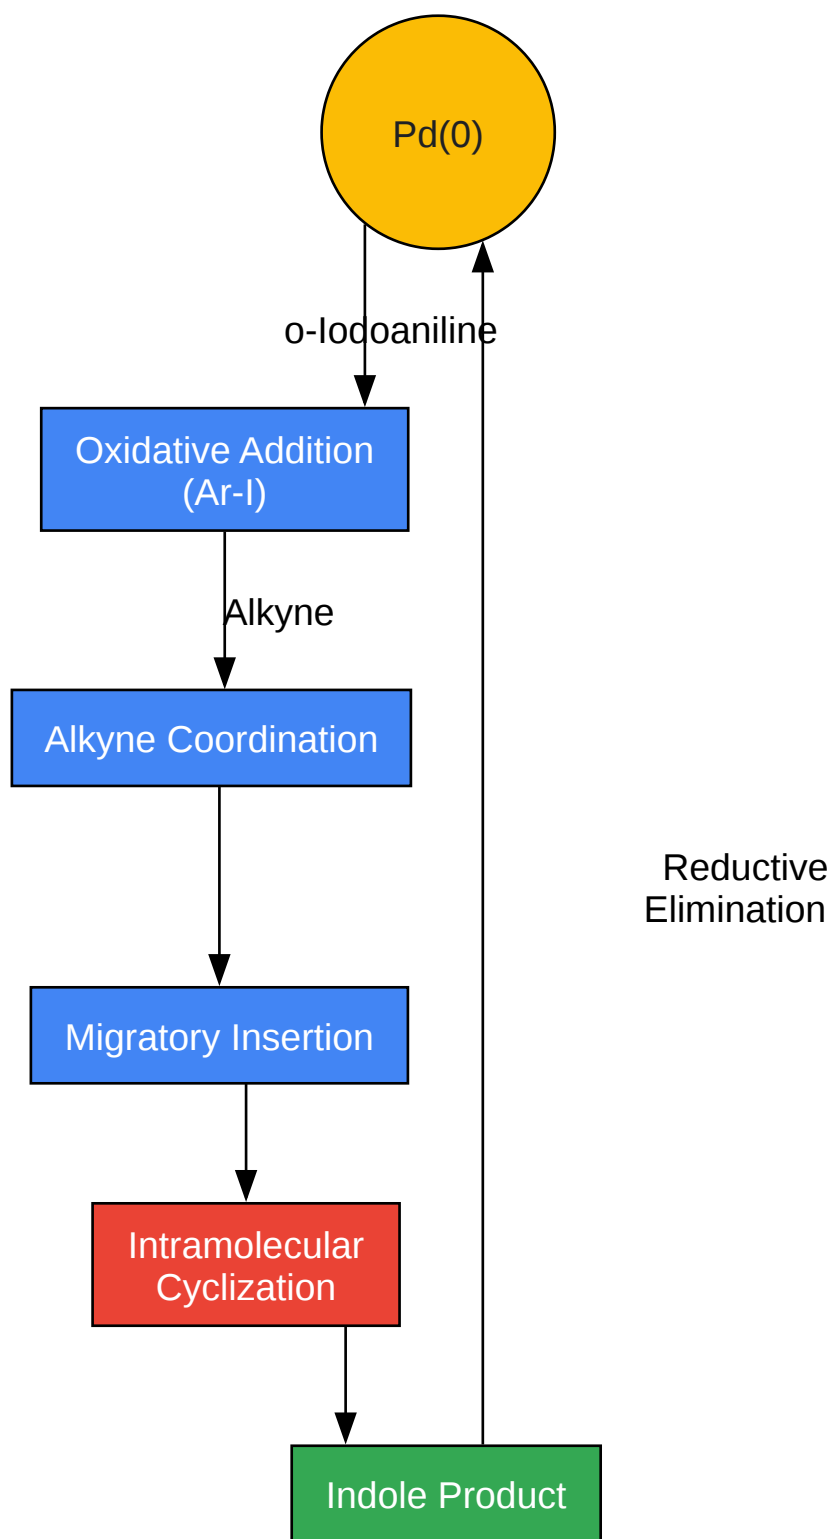 Pd(0)
o-Iodoaniline
Oxidative Addition
(Ar-I)
Alkyne
Alkyne Coordination
Reductive
Elimination
Migratory Insertion
Intramolecular
Cyclization
Indole Product